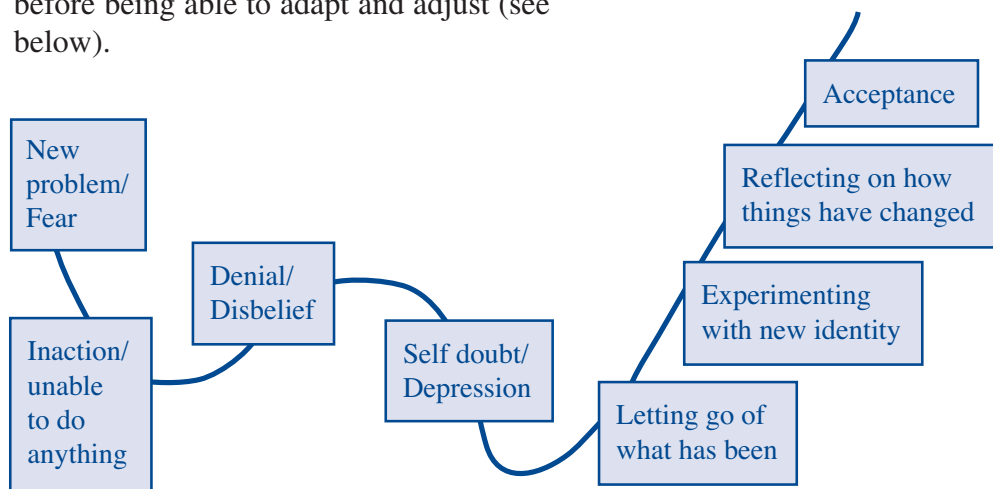 before being able to adapt and adjust (see
below).
New
problem/
Fear
Inaction/
unable
to do
anything
Denial/
Disbelief
Self doubt/
Depression
Letting go of
what has been
Experimenting
with new identity
Reflecting on how
things have changed
Acceptance